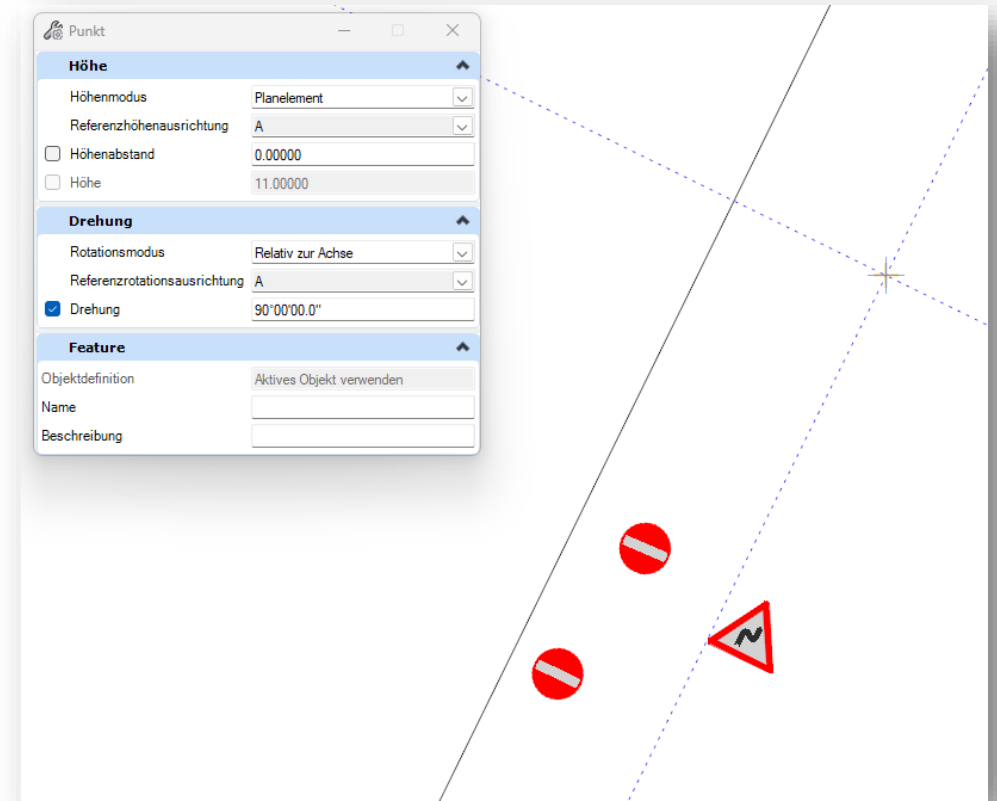 Punkt
Höhe
Höhenmodus Planelement
Referenzhöhenausrichtung A
Höhenabstand 0.00000
Höhe 11.00000
Drehung
Rotationsmodus Relativ zur Achse
Referenzrotationsausrichtung A
Drehung 90°00'00.0"
Feature
Objektdefinition Aktives Objekt verwenden
Name
Beschreibung